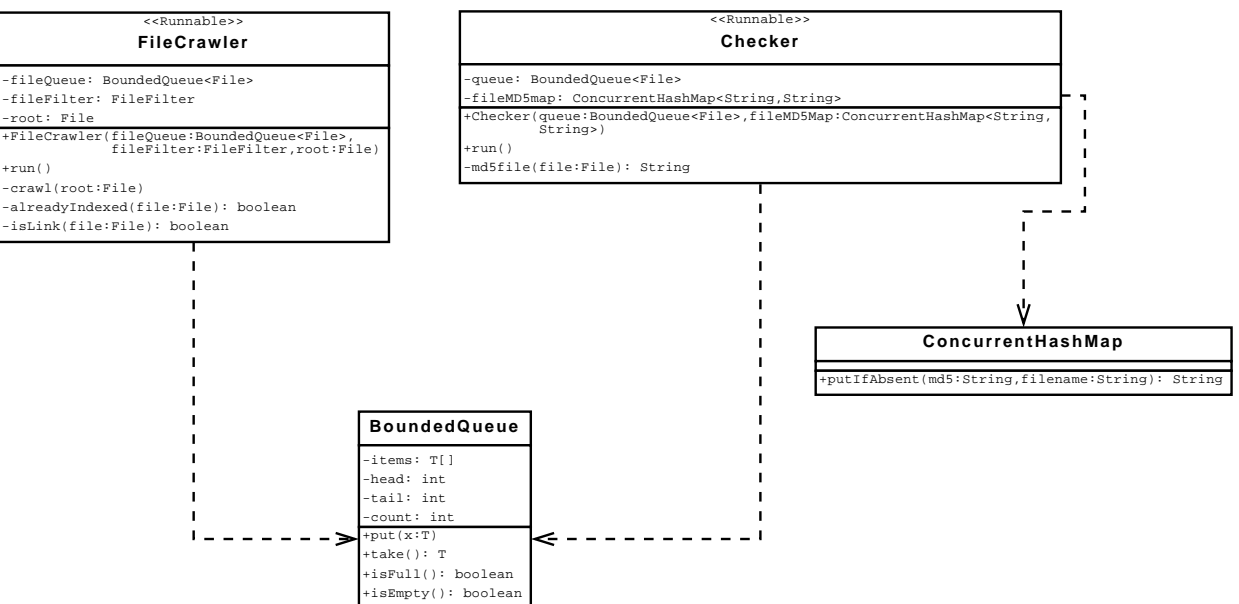 <<Runnable>>
FileCrawler
-fileQueue: BoundedQueue<File>
-fileFilter: FileFilter
-root: File
+FileCrawler(fileQueue:BoundedQueue<File>,
fileFilter:FileFilter,root:File)
+run()
-crawl(root:File)
-alreadyIndexed(file:File): boolean
-isLink(file:File): boolean
<<Runnable>>
Checker
-queue: BoundedQueue<File>
-fileMD5map: ConcurrentHashMap<String,String>
+Checker(queue:BoundedQueue<File>,fileMD5Map:ConcurrentHashMap<String,
String>)
+run()
-md5file(file:File): String
ConcurrentHashMap
+putIfAbsent(md5:String,filename:String): String
BoundedQueue
-items: T[]
-head: int
-tail: int
-count: int
+put(x:T)
+take(): T
+isFull(): boolean
+isEmpty(): boolean